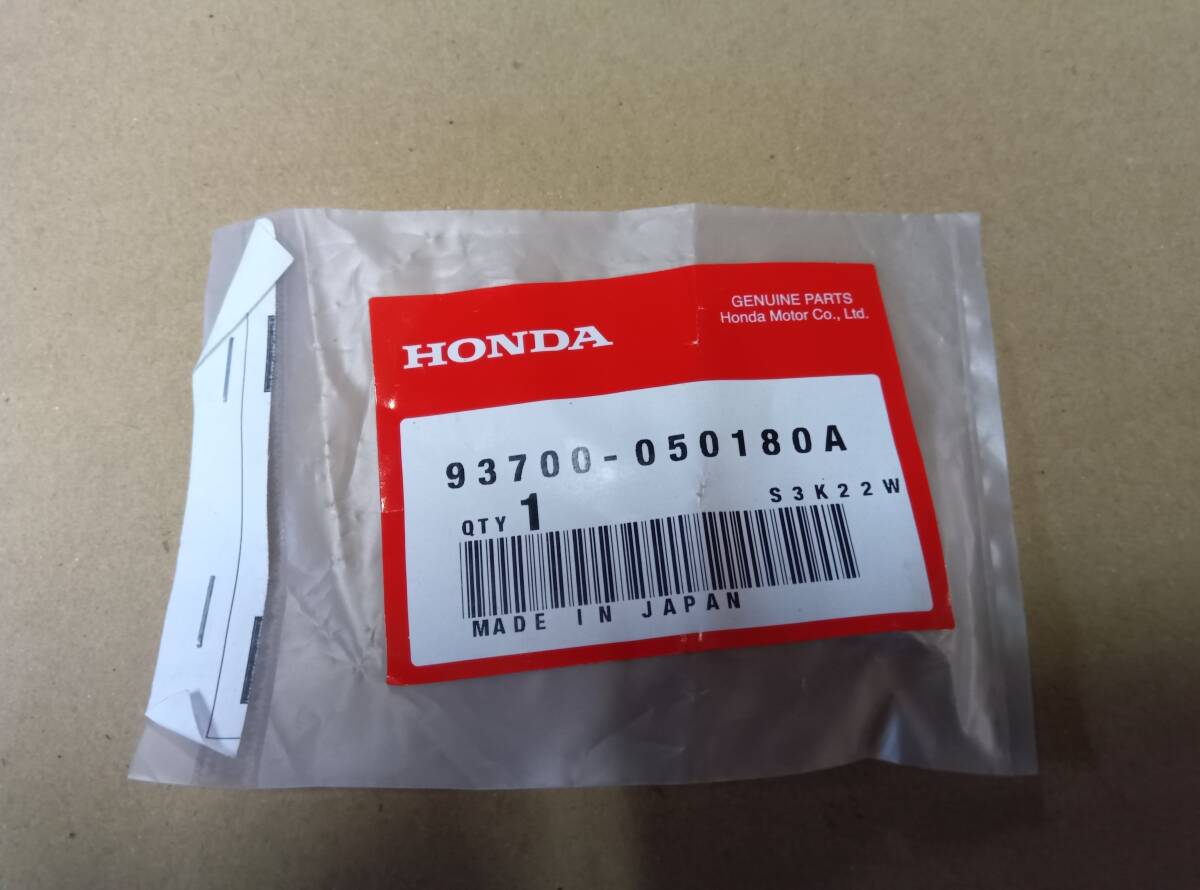 HONDA
GENUINE PARTS
Honda Motor Co., Ltd.
93700-050180A
QTY 1
S3K22W
MADE IN JAPAN